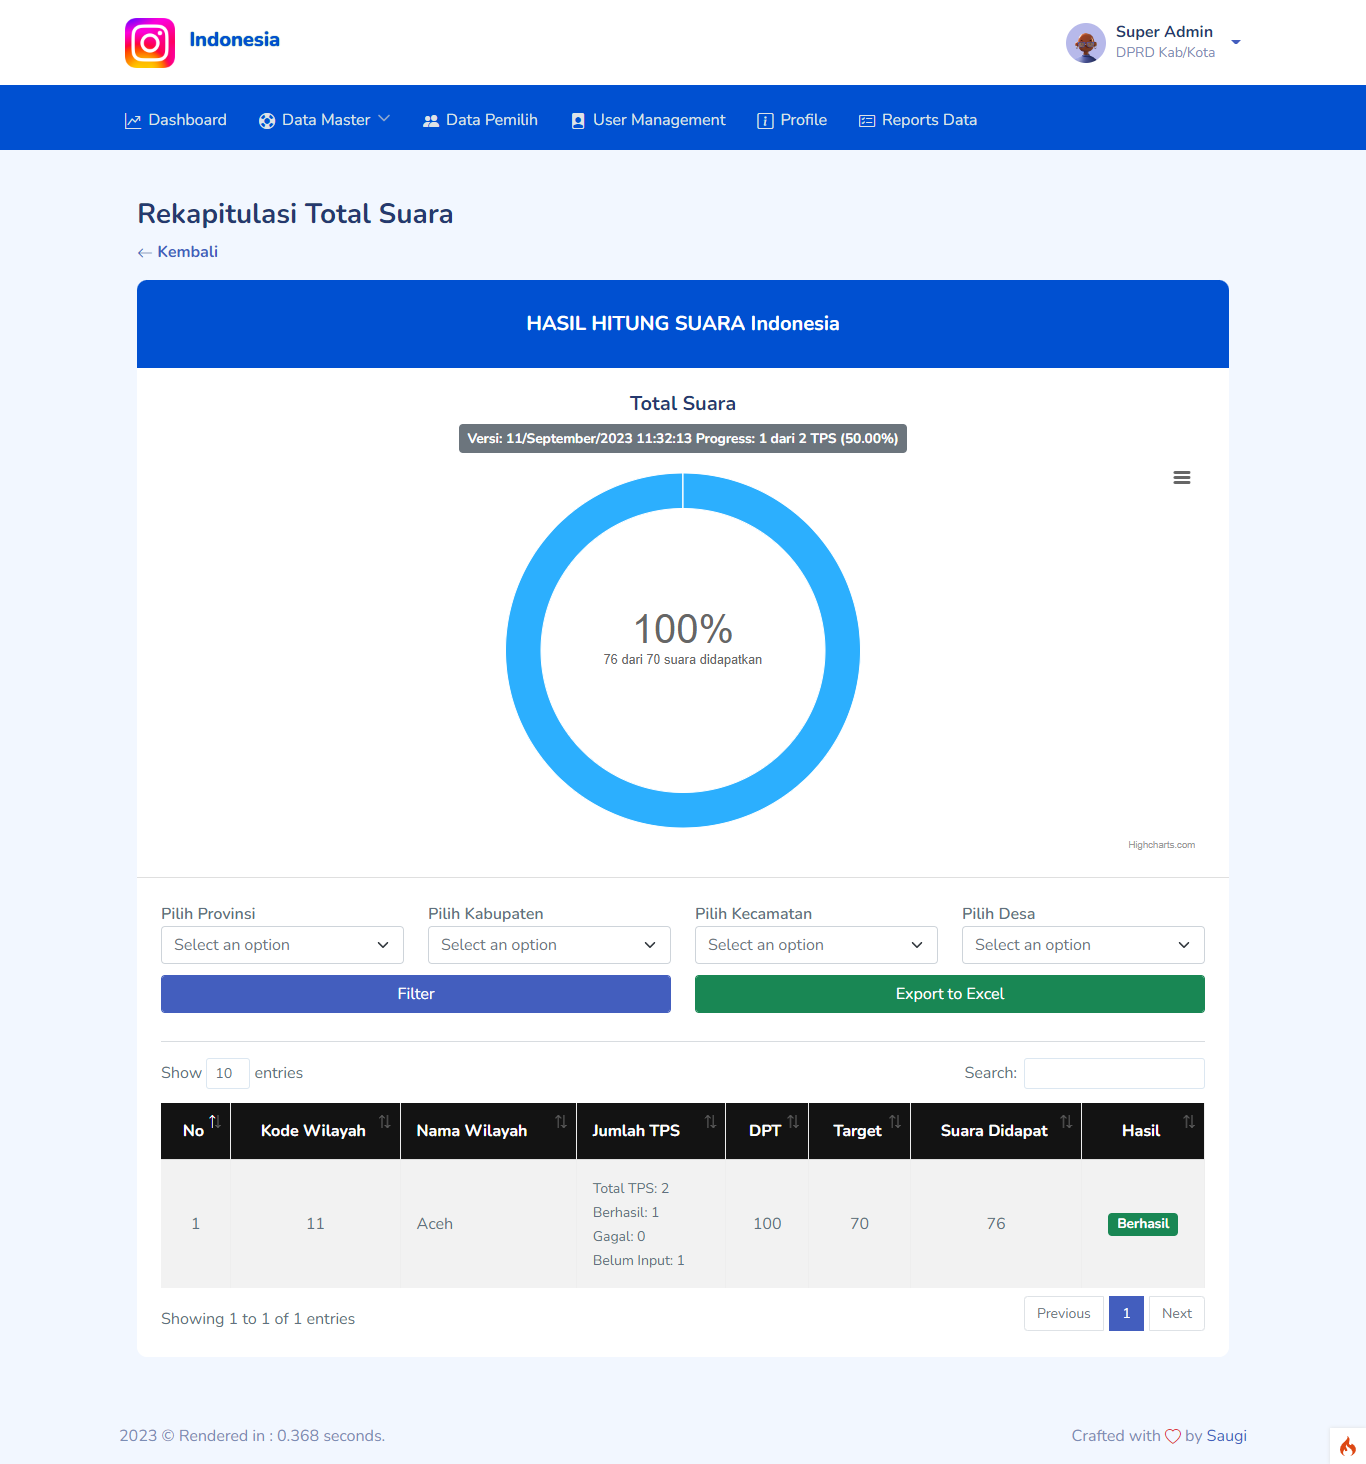 Indonesia
Super Admin
DPRD Kab/Kota
Dashboard Data Master Data Pemilih User Management Profile Reports Data
Rekapitulasi Total Suara
Kembali
HASIL HITUNG SUARA Indonesia
Total Suara
Versi: 11/September/2023 11:32:13 Progress: 1 dari 2 TPS (50.00%)
100%
76 dari 70 suara didapatkan
Highcharts.com
Pilih Provinsi Pilih Kabupaten Pilih Kecamatan Pilih Desa
Select an option Select an option Select an option Select an option
Filter Export to Excel
Show 10 entries Search:
No Kode Wilayah Nama Wilayah Jumlah TPS DPT Target Suara Didapat Hasil
Total TPS: 2
Berhasil: 1
1 11 Aceh 100 70 76 Berhasil
Gagal: 0
Belum Input: 1
Showing 1 to 1 of 1 entries Previous 1 Next
2023 © Rendered in : 0.368 seconds. Crafted with by Saugi